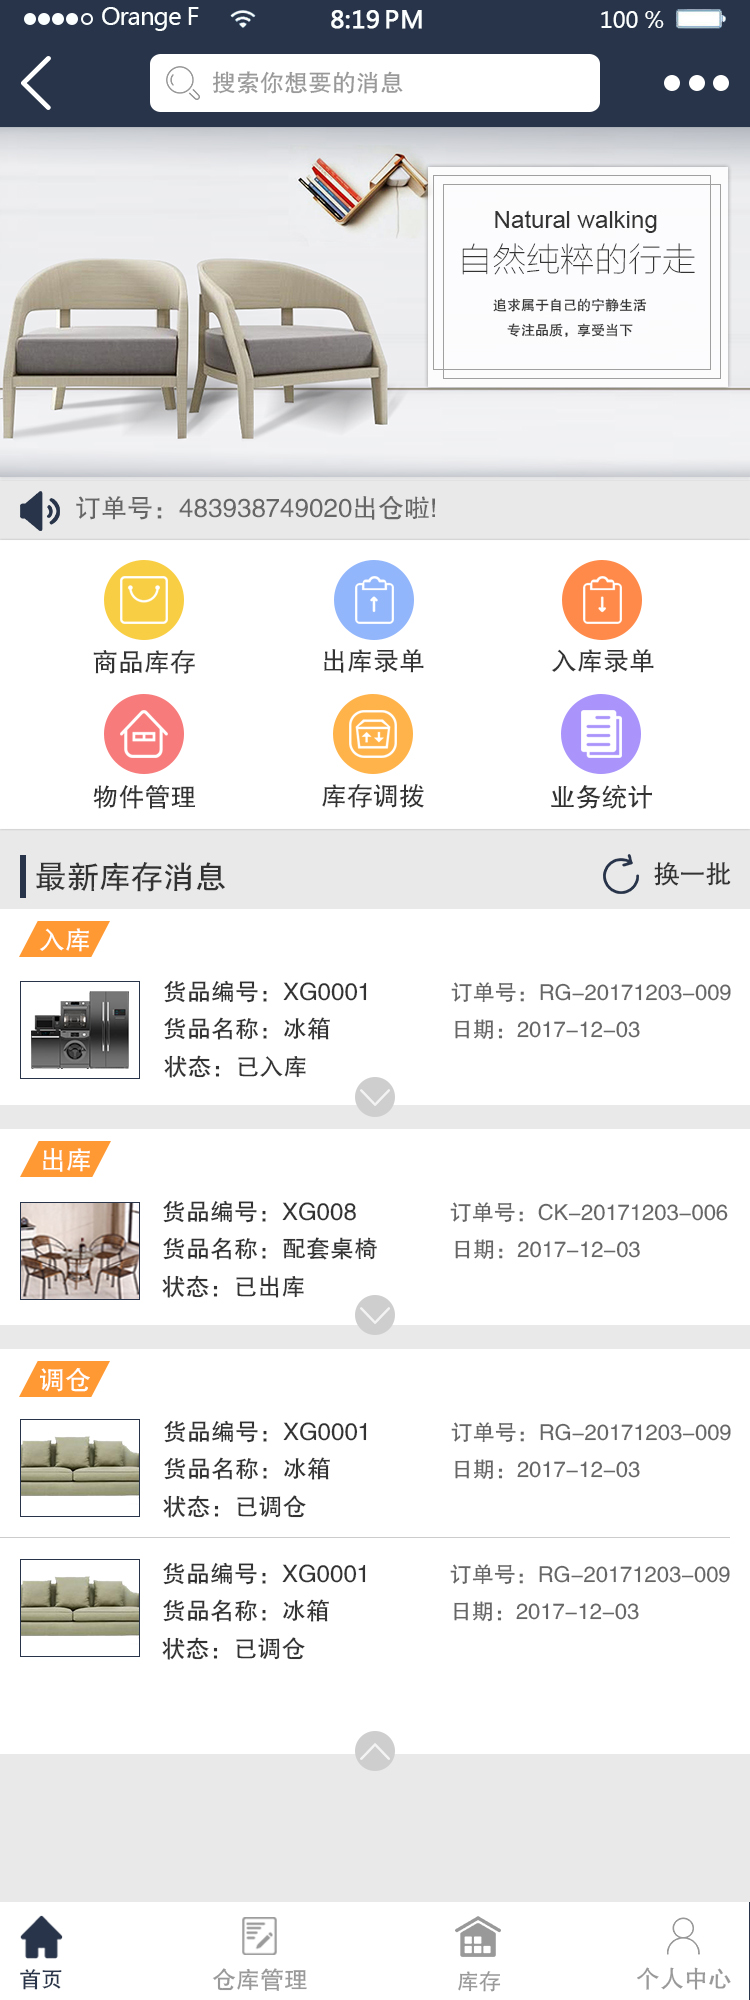 Orange F 8:19 PM 100 %
搜索你想要的消息
Natural walking
自然纯粹的行走
追求属于自己的宁静生活
专注品质，享受当下
订单号：483938749020出仓啦!
商品库存 出库录单 入库录单
物件管理 库存调拨 业务统计
最新库存消息 换一批
入库
货品编号：XG0001 订单号：RG-20171203-009
货品名称：冰箱 日期：2017-12-03
状态：已入库
出库
货品编号：XG008 订单号：CK-20171203-006
货品名称：配套桌椅 日期：2017-12-03
状态：已出库
调仓
货品编号：XG0001 订单号：RG-20171203-009
货品名称：冰箱 日期：2017-12-03
状态：已调仓
货品编号：XG0001 订单号：RG-20171203-009
货品名称：冰箱 日期：2017-12-03
状态：已调仓
首页 仓库管理 库存 个人中心